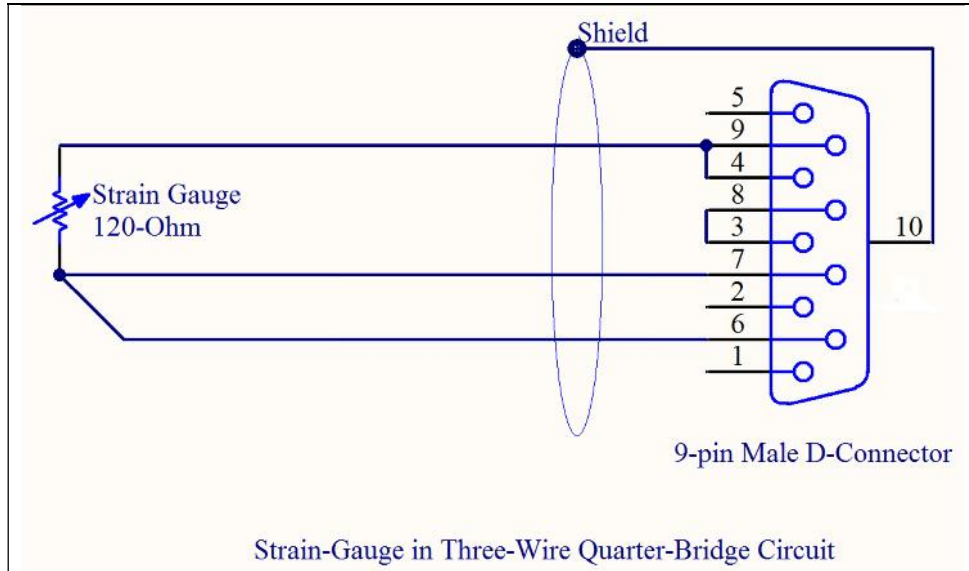 Shield
5
9
4
8
3
7
2
6
1
10
Strain Gauge
120-Ohm
9-pin Male D-Connector
Strain-Gauge in Three-Wire Quarter-Bridge Circuit